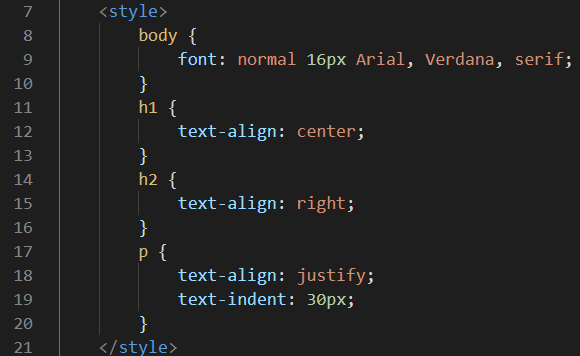 7 <style>
8 body {
9 font: normal 16px Arial, Verdana, serif;
10 }
11 h1 {
12 text-align: center;
13 }
14 h2 {
15 text-align: right;
16 }
17 p {
18 text-align: justify;
19 text-indent: 30px;
20 }
21 </style>